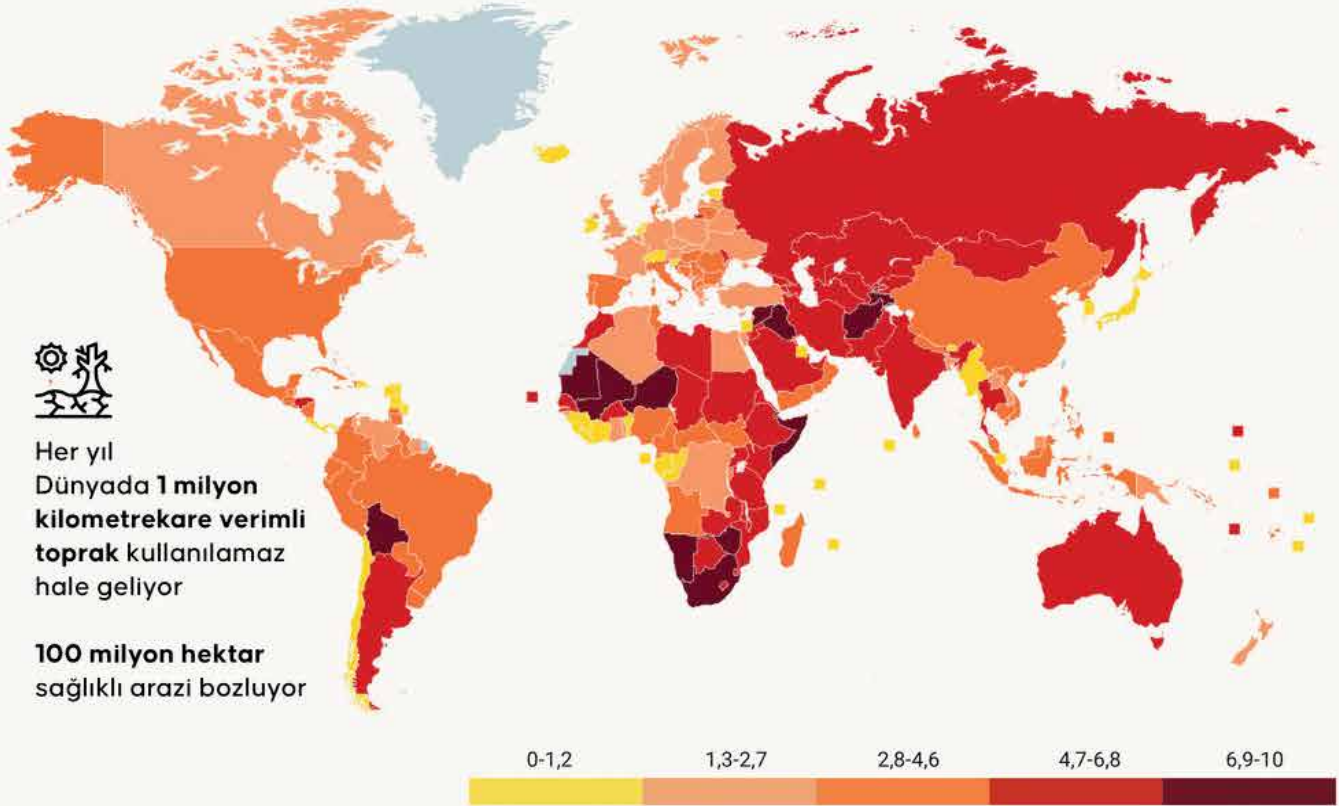 Her yıl
Dünyada 1 milyon
kilometrekare verimli
toprak kullanılamaz
hale geliyor
100 milyon hektar
sağlıklı arazi bozluyor
0-1,2
1,3-2,7
2,8-4,6
4,7-6,8
6,9-10